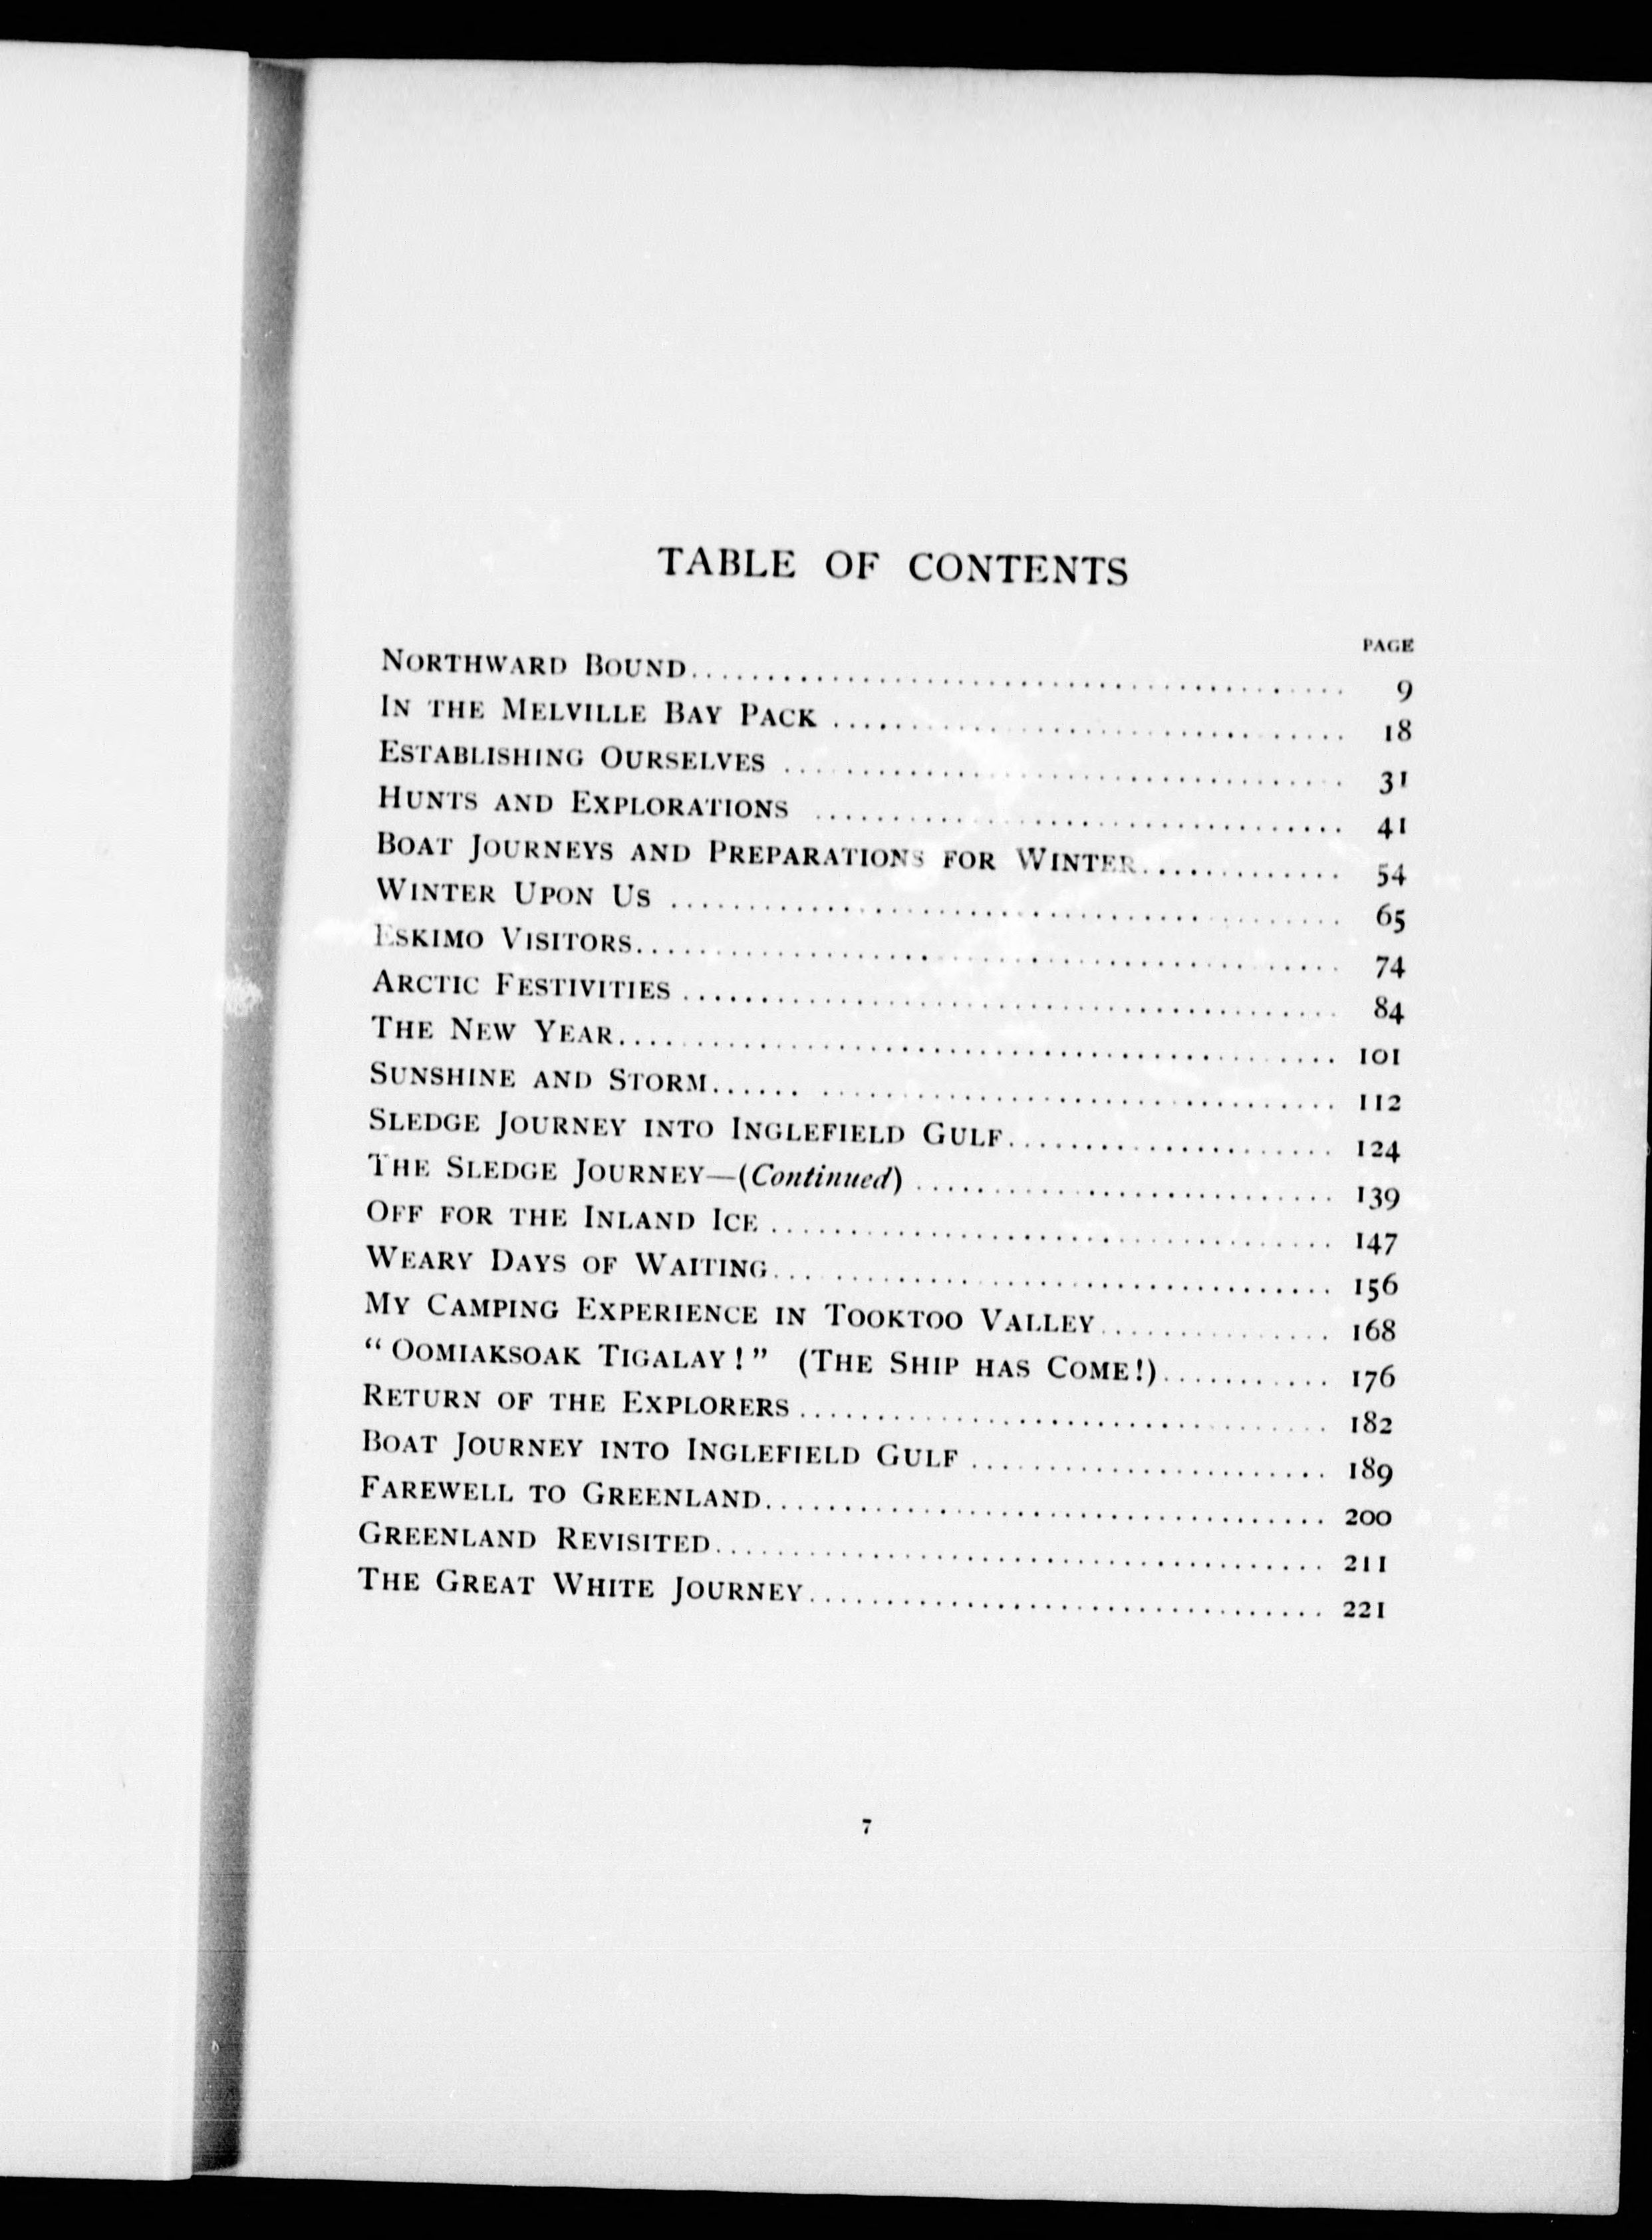 TABLE OF CONTENTS
PAGE
NORTHWARD BOUND.......................................... 9
IN THE MELVILLE BAY PACK ................................. 18
ESTABLISHING OURSELVES .................................... 31
HUNTS AND EXPLORATIONS .................................. 41
BOAT JOURNEYS AND PREPARATIONS FOR WINTER............. 54
WINTER UPON US ........................................... 65
ESKIMO VISITORS............................................. 74
ARCTIC FESTIVITIES .......................................... 84
THE NEW YEAR.............................................. 101
SUNSHINE AND STORM...... ................................. 112
SLEDGE JOURNEY INTO INGLEFIELD GULF..................... 124
THE SLEDGE JOURNEY—(Continued) ........................... 139
OFF FOR THE INLAND ICE .................................... 147
WEARY DAYS OF WAITING... ................................ 156
MY CAMPING EXPERIENCE IN TOOKTOO VALLEY............... 168
“OOMIAKSOAK TIGALAY!” (THE SHIP HAS COME!)........... 176
RETURN OF THE EXPLORERS .................................. 182
BOAT JOURNEY INTO INGLEFIELD GULF ....................... 189
FAREWELL TO GREENLAND.................................... 200
GREENLAND REVISITED....................................... 211
THE GREAT WHITE JOURNEY.................................. 221
7